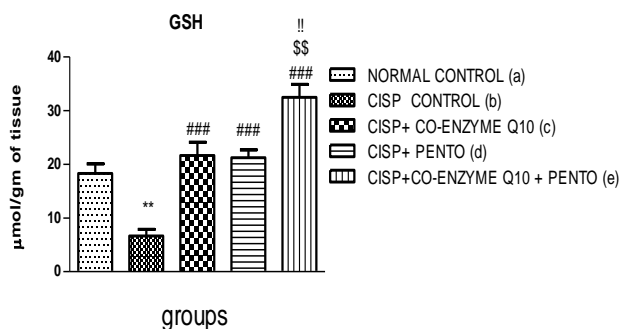 GSH
!!
$$
###
###
###
**
40
30
20
10
0
μmol/gm of tissue
groups
NORMAL CONTROL (a)
CISP CONTROL (b)
CISP+ CO-ENZYME Q10 (c)
CISP+ PENTO (d)
CISP+CO-ENZYME Q10 + PENTO (e)